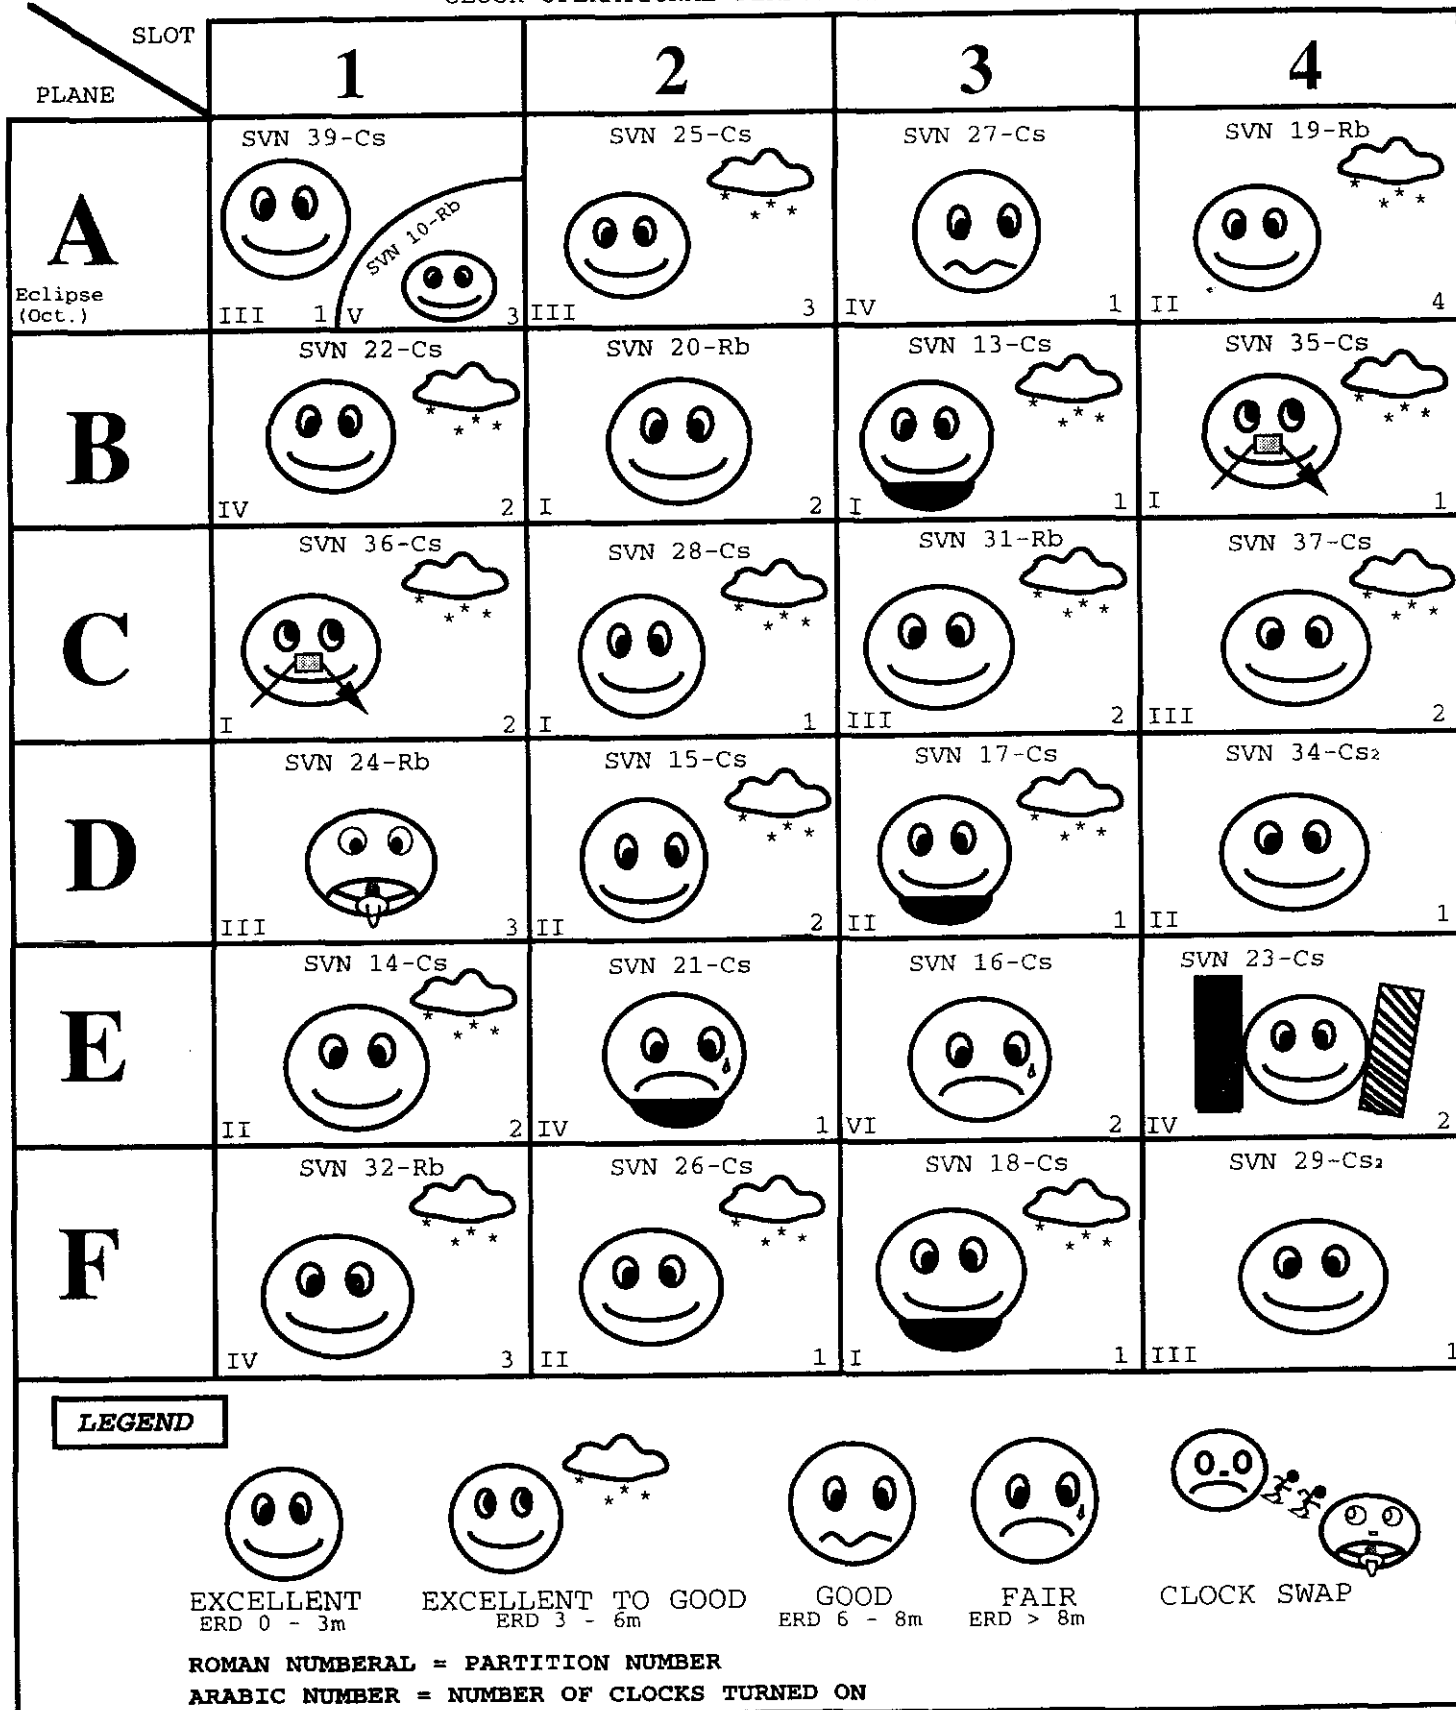 SLOT
PLANE
1 2 3 4
A
Eclipse
(Oct.)
SVN 39-Cs
III 1
SVN 10-Rb
V 3
SVN 25-Cs
III 3
SVN 27-Cs
IV 1
SVN 19-Rb
II 4
B
SVN 22-Cs
IV 2
SVN 20-Rb
I 2
SVN 13-Cs
I 1
SVN 35-Cs
I 1
C
SVN 36-Cs
I 2
SVN 28-Cs
I 1
SVN 31-Rb
III 2
SVN 37-Cs
III 2
D
SVN 24-Rb
III 3
SVN 15-Cs
II 2
SVN 17-Cs
II 1
SVN 34-Cs2
II 1
E
SVN 14-Cs
II 2
SVN 21-Cs
IV 1
SVN 16-Cs
VI 2
SVN 23-Cs
IV 2
F
SVN 32-Rb
IV 3
SVN 26-Cs
II 1
SVN 18-Cs
I 1
SVN 29-Cs2
III 1
LEGEND
EXCELLENT
ERD 0 - 3m
EXCELLENT TO GOOD
ERD 3 - 6m
GOOD
ERD 6 - 8m
FAIR
ERD > 8m
CLOCK SWAP
ROMAN NUMBERAL = PARTITION NUMBER
ARABIC NUMBER = NUMBER OF CLOCKS TURNED ON